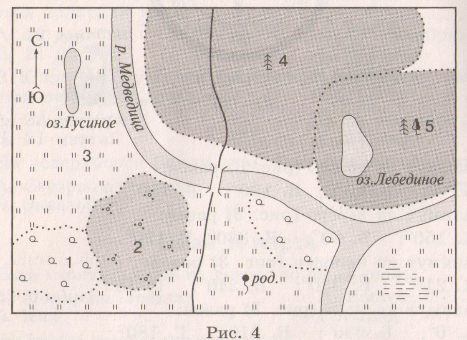 С
Ю
оз.Гусиное
р. Медведица
4
5
3
оз.Лебединое
1
2
род.
Рис. 4